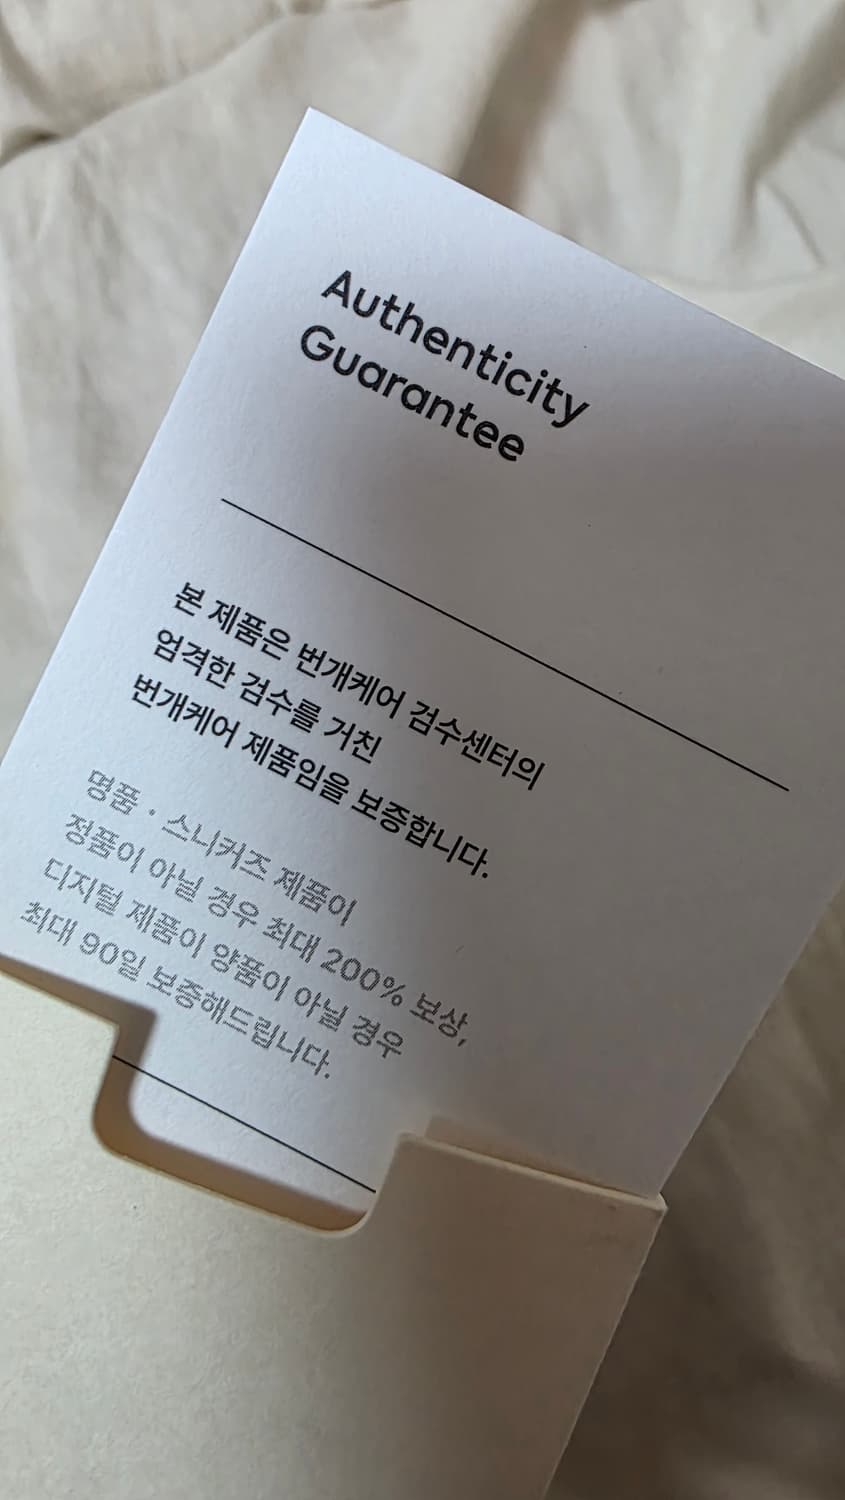 Authenticity
Guarantee
본 제품은 번개케어 검수센터의
엄격한 검수를 거친
번개케어 제품임을 보증합니다.
명품 · 스니커즈 제품이
정품이 아닐 경우 최대 200% 보상,
디지털 제품이 양품이 아닐 경우
최대 90일 보증해드립니다.